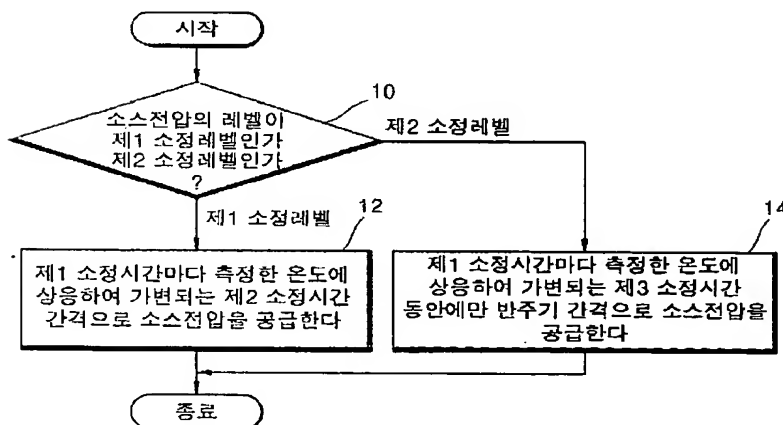 시작
10
소스전압의 레벨이
제1 소정레벨인가
제2 소정레벨인가
?
제2 소정레벨
제1 소정레벨
12
14
제1 소정시간마다 측정한 온도에
상응하여 가변되는 제2 소정시간
간격으로 소스전압을 공급한다
제1 소정시간마다 측정한 온도에
상응하여 가변되는 제3 소정시간
동안에만 반주기 간격으로 소스전압을
공급한다
종료